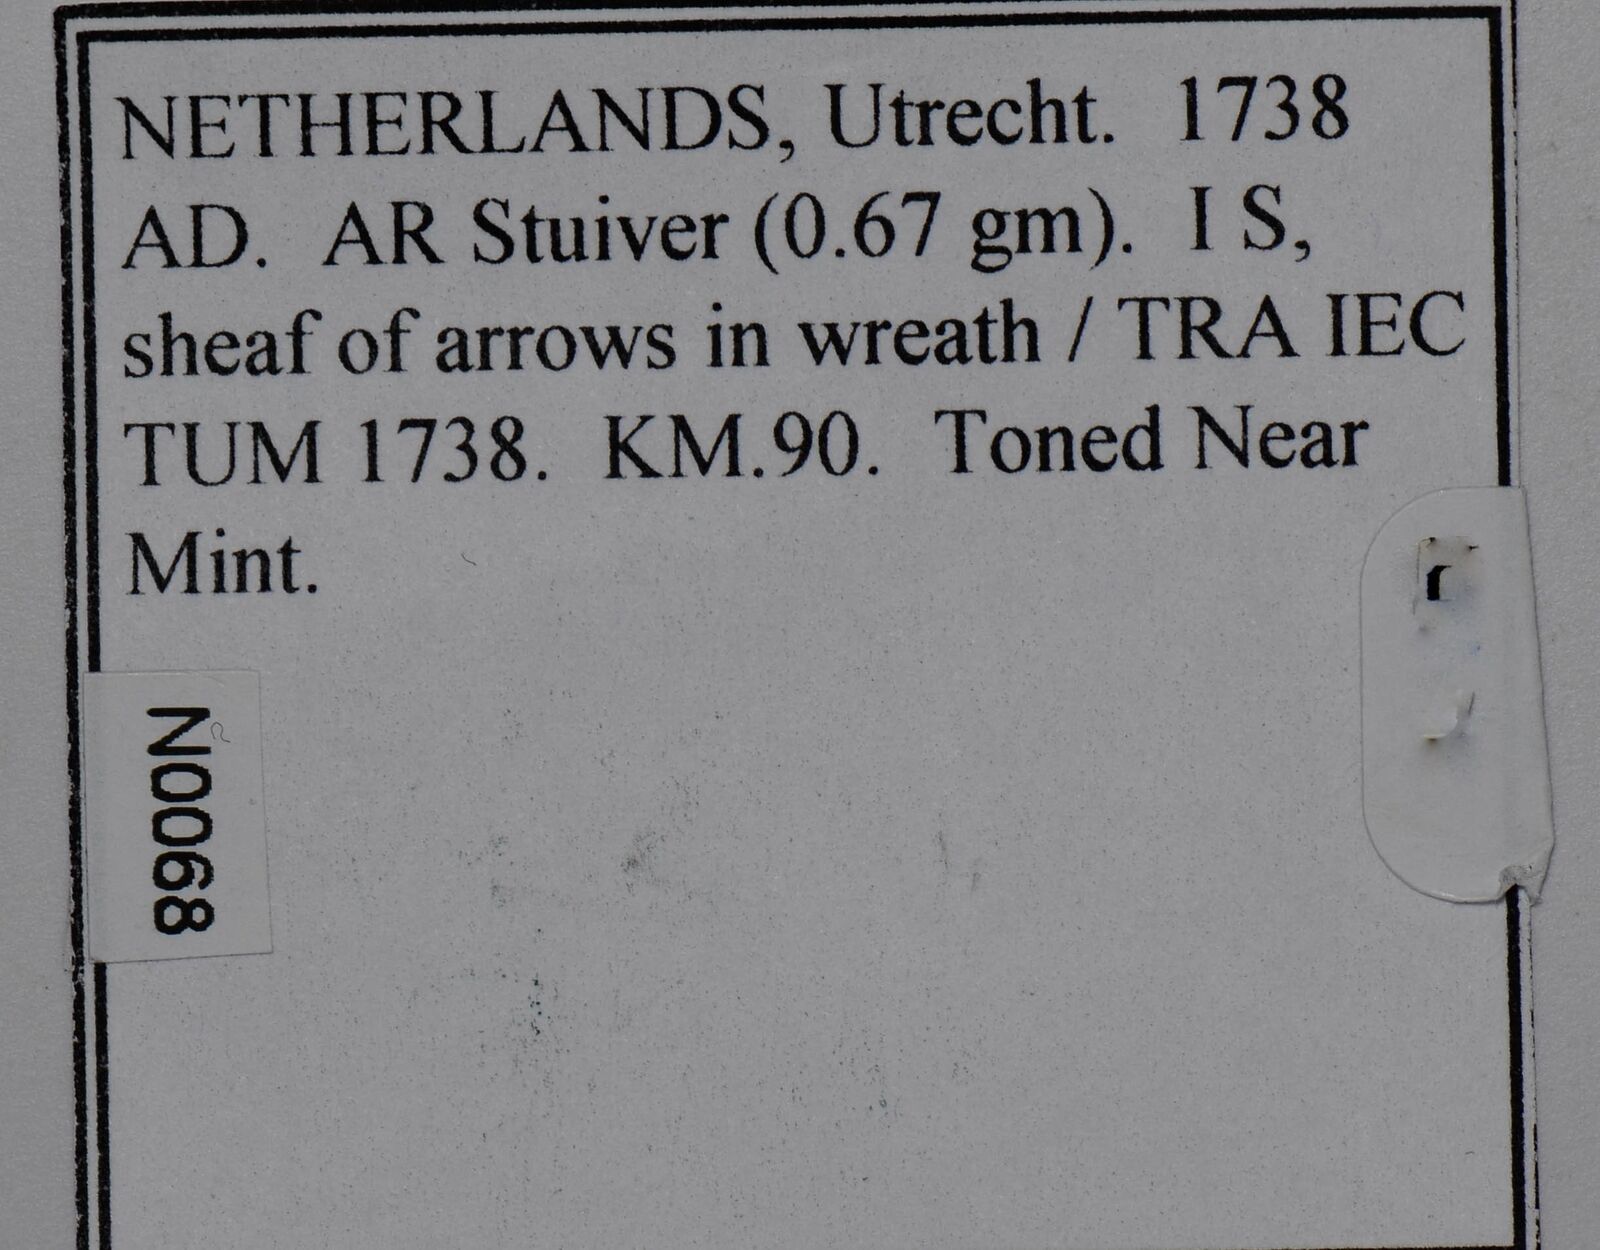 NETHERLANDS, Utrecht.  1738
AD.  AR Stuiver (0.67 gm).  I S,
sheaf of arrows in wreath / TRA IEC
TUM 1738.  KM.90.  Toned Near
Mint.
N0068